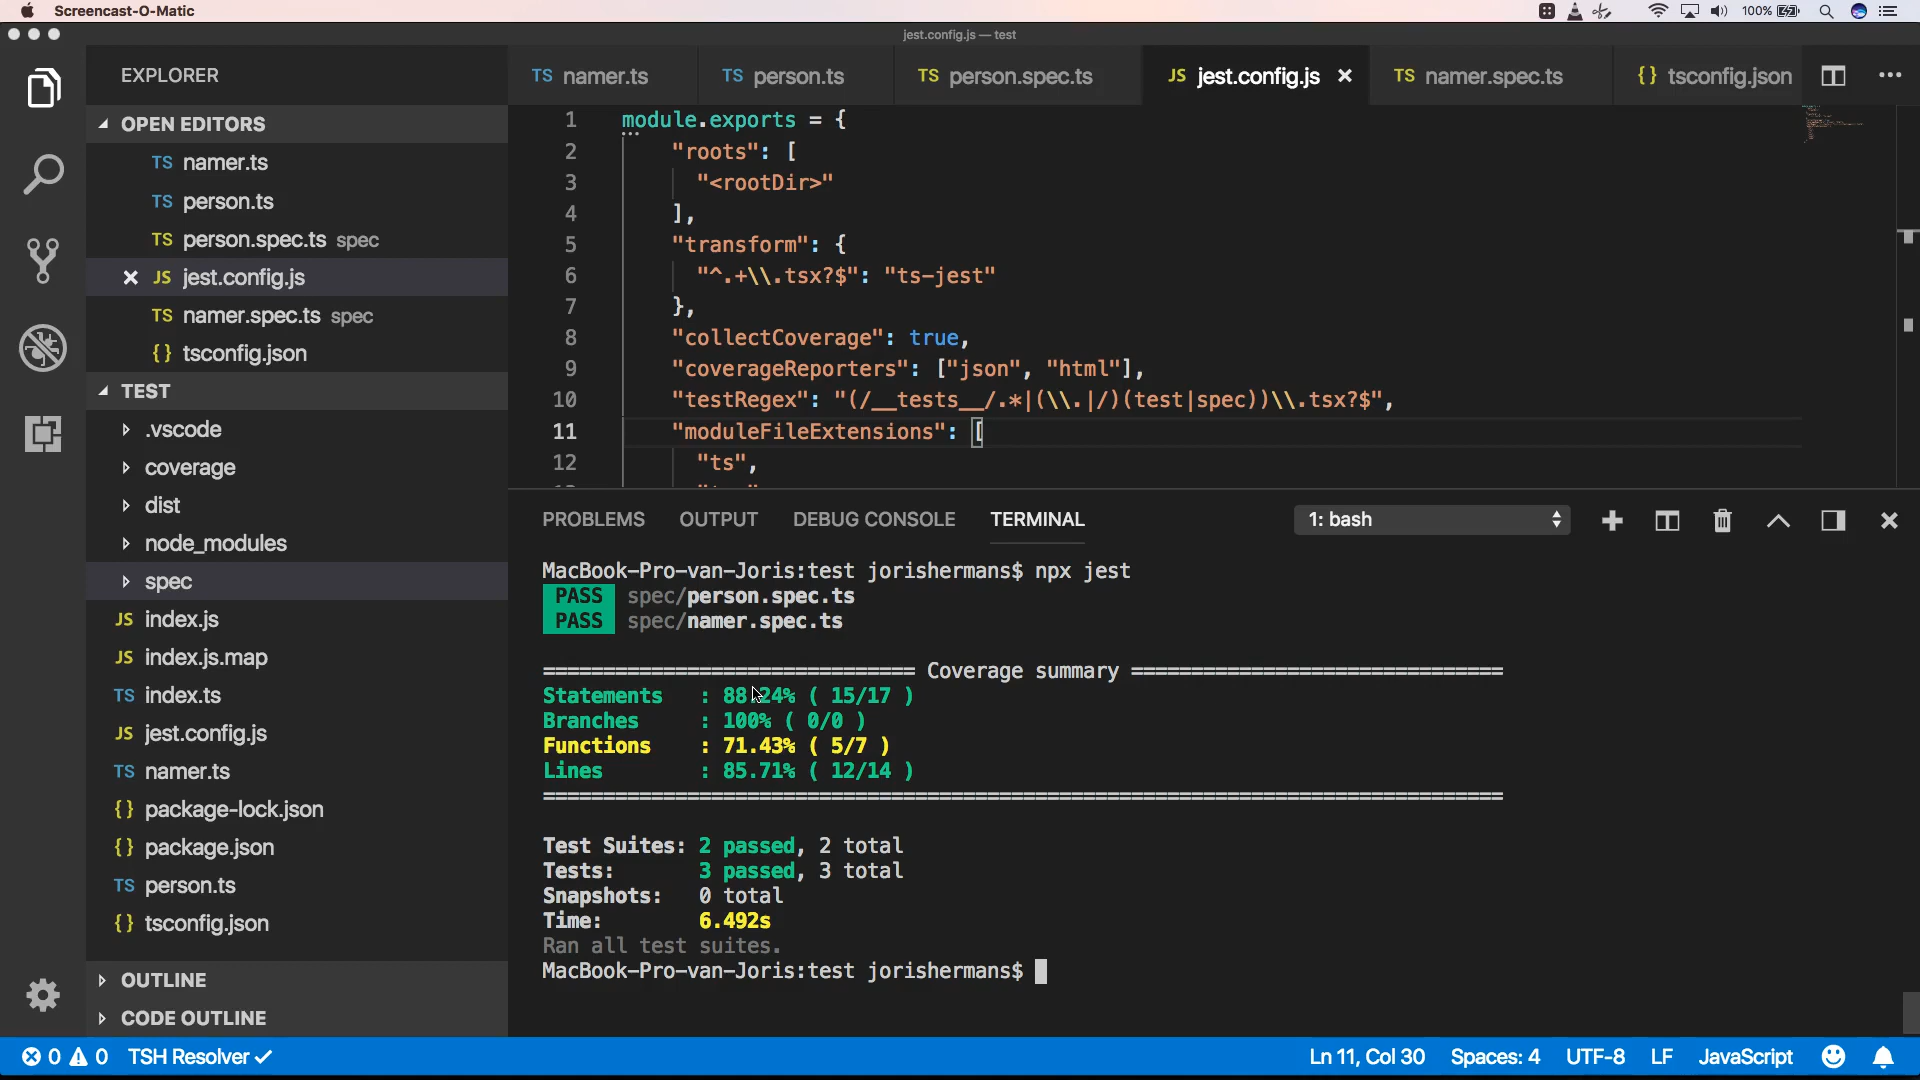 Screencast-O-Matic
100%
jest.config.js — test
EXPLORER
OPEN EDITORS
TS namer.ts
TS person.ts
TS person.spec.ts spec
JS jest.config.js
TS namer.spec.ts spec
{} tsconfig.json
TEST
.vscode
coverage
dist
node_modules
spec
JS index.js
JS index.js.map
TS index.ts
JS jest.config.js
TS namer.ts
{} package-lock.json
{} package.json
TS person.ts
{} tsconfig.json
OUTLINE
CODE OUTLINE
TS namer.ts
TS person.ts
TS person.spec.ts
JS jest.config.js
TS namer.spec.ts
{} tsconfig.json
1 module.exports = {
2 "roots": [
3 "<rootDir>"
4 ],
5 "transform": {
6 "^.+\\.tsx?$": "ts-jest"
7 },
8 "collectCoverage": true,
9 "coverageReporters": ["json", "html"],
10 "testRegex": "(/__tests__/.*|(\\.|/)(test|spec))\\.tsx?$",
11 "moduleFileExtensions": [
12 "ts",
PROBLEMS OUTPUT DEBUG CONSOLE TERMINAL
1: bash
MacBook-Pro-van-Joris:test jorishermans$ npx jest
PASS spec/person.spec.ts
PASS spec/namer.spec.ts
=============================== Coverage summary ===============================
Statements : 88.24% ( 15/17 )
Branches : 100% ( 0/0 )
Functions : 71.43% ( 5/7 )
Lines : 85.71% ( 12/14 )
================================================================================
Test Suites: 2 passed, 2 total
Tests: 3 passed, 3 total
Snapshots: 0 total
Time: 6.492s
Ran all test suites.
MacBook-Pro-van-Joris:test jorishermans$
0 0 TSH Resolver
Ln 11, Col 30 Spaces: 4 UTF-8 LF JavaScript